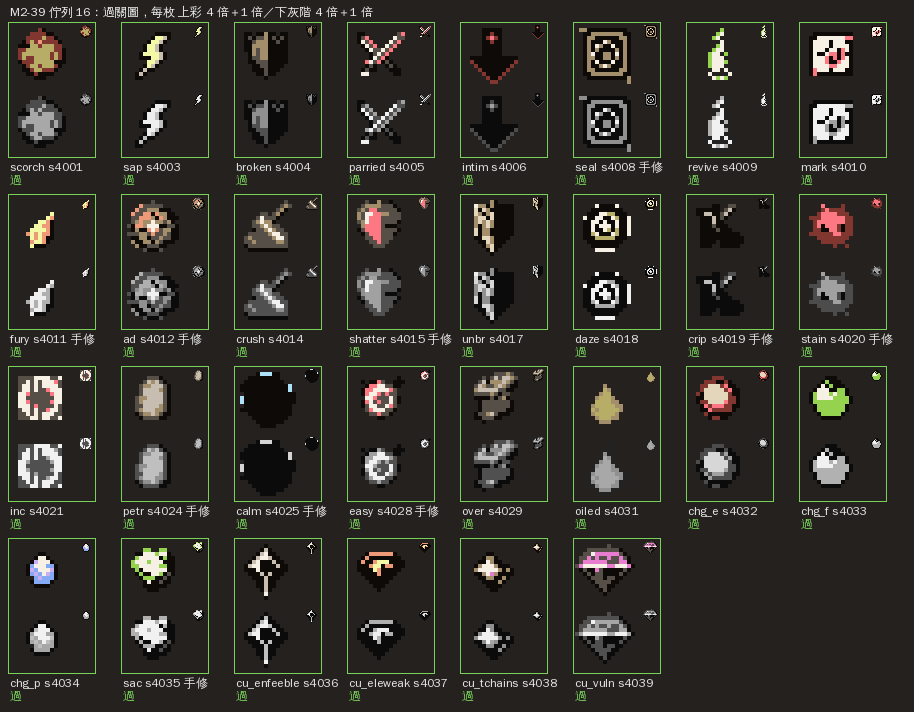 M2-39 佇列 16：過關圖，每枚 上彩 4 倍＋1 倍／下灰階 4 倍＋1 倍
scorch s4001 sap s4003 broken s4004 parried s4005 intim s4006 seal s4008 手修 revive s4009 mark s4010
過 過 過 過 過 過 過 過
fury s4011 手修 ad s4012 手修 crush s4014 shatter s4015 手修 unbr s4017 daze s4018 crip s4019 手修 stain s4020 手修
過 過 過 過 過 過 過 過
inc s4021 petr s4024 手修 calm s4025 手修 easy s4028 手修 over s4029 oiled s4031 chg_e s4032 chg_f s4033
過 過 過 過 過 過 過 過
chg_p s4034 sac s4035 手修 cu_enfeeble s4036 cu_eleweak s4037 cu_tchains s4038 cu_vuln s4039
過 過 過 過 過 過